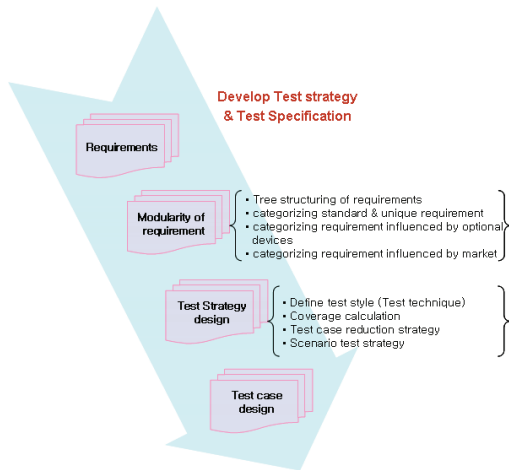 Develop Test strategy
& Test Specification
Requirements
Modularity of
requirement
• Tree structuring of requirements
• categorizing standard & unique requirement
• categorizing requirement influenced by optional
devices
• categorizing requirement influenced by market
Test Strategy
design
• Define test style (Test technique)
• Coverage calculation
• Test case reduction strategy
• Scenario test strategy
Test case
design